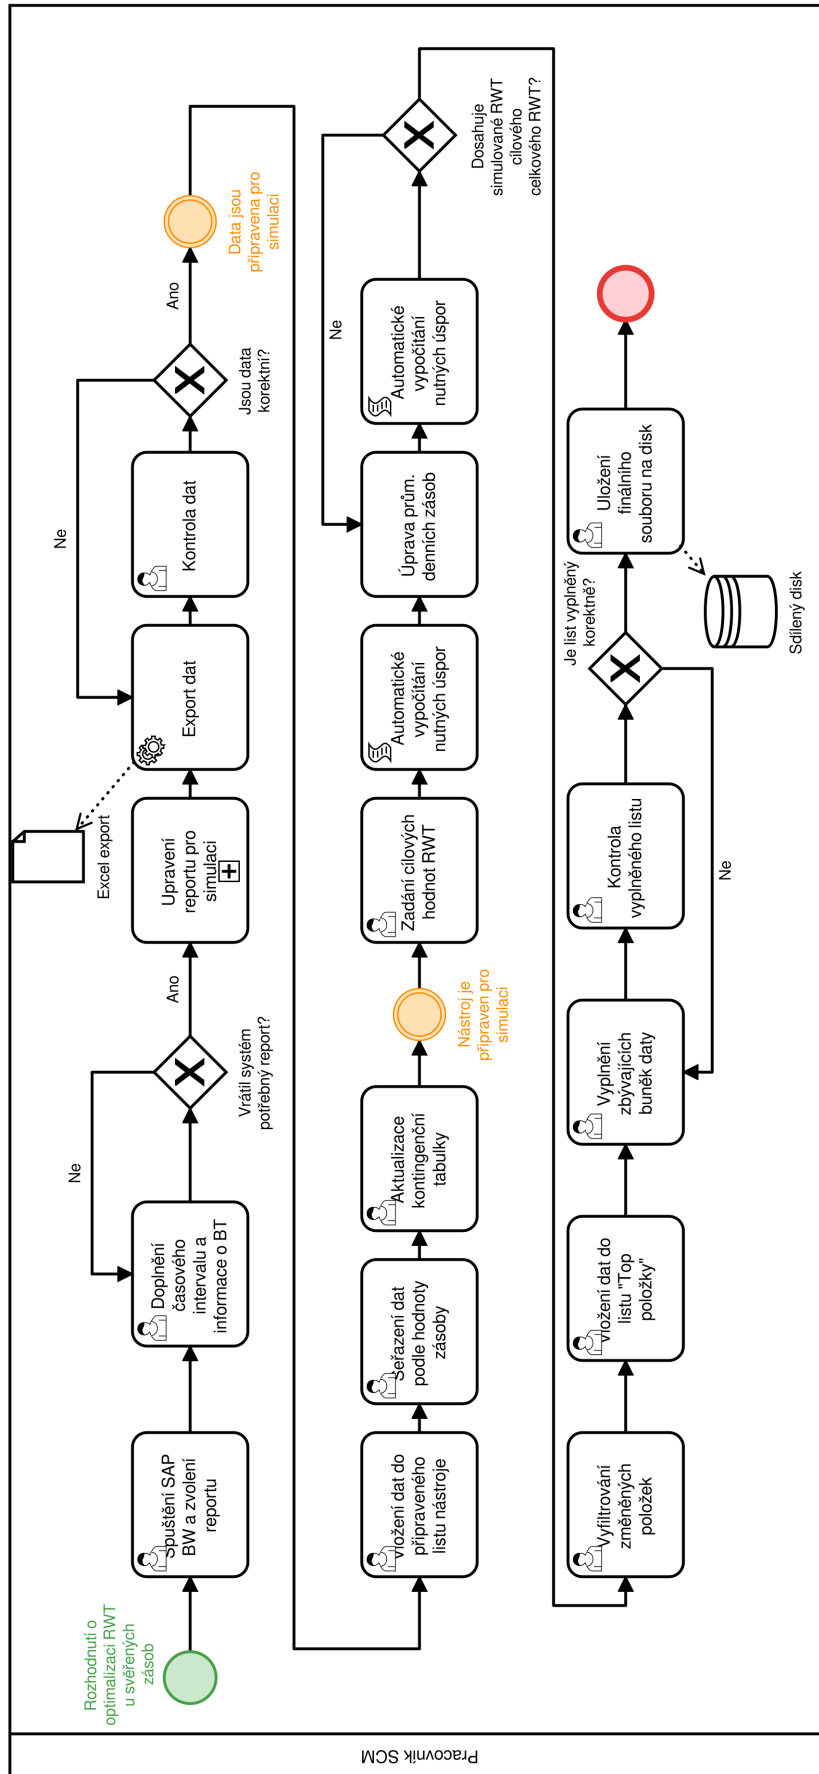 Pracovník SCM
Rozhodnutí o
optimalizaci RWT
u svěřených
zásob
Spuštění SAP
BW a zvolení
reportu
Doplnění
časového
intervalu a
informace o BT
Ne
Vrátil systém
potřebný report?
Ano
Upravení
reportu pro
simulaci
Excel export
Export dat
Kontrola dat
Ne
Jsou data
korektní?
Ano
Data jsou
připravena pro
simulaci
vložení dat do
připraveného
listu nástroje
Seřazení dat
podle hodnoty
zásoby
Aktualizace
kontingenční
tabulky
Nástroj je
připraven pro
simulaci
Zadání cílových
hodnot RWT
Automatické
vypočítání
nutných úspor
Úprava prům.
denních zásob
Automatické
vypočítání
nutných úspor
Ne
Dosahuje
simulované RWT
cílového
celkového RWT?
Vyfiltrování
změněných
položek
vložení dat do
listu "Top
položky"
Vyplnění
zbývajících
buněk daty
Kontrola
vyplněného listu
Ne
Je list vyplněný
korektně?
Uložení
finálního
souboru na disk
Sdílený disk